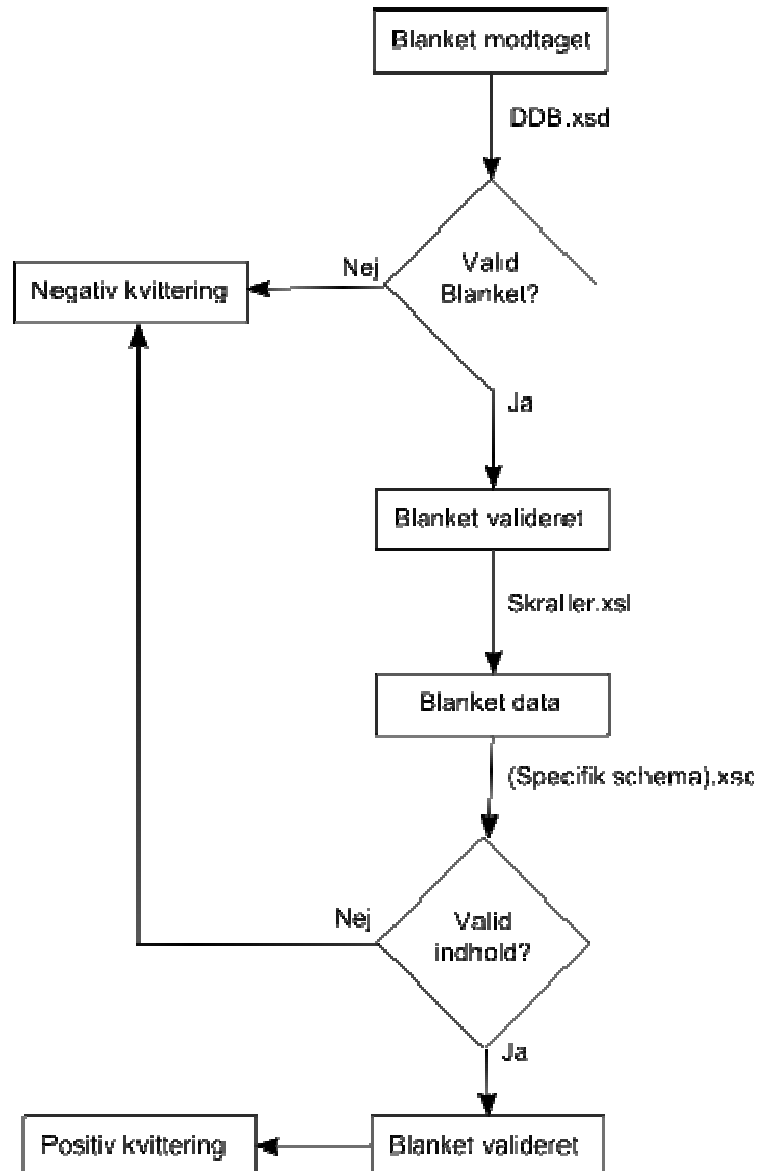 Blanket modtaget
DDB.xsd
Valid
Blanket?
Nej
Negativ kvittering
Ja
Blanket valideret
Skraller.xsl
Blanket data
(Specifik schema).xsd
Valid
indhold?
Nej
Ja
Blanket valideret
Positiv kvittering